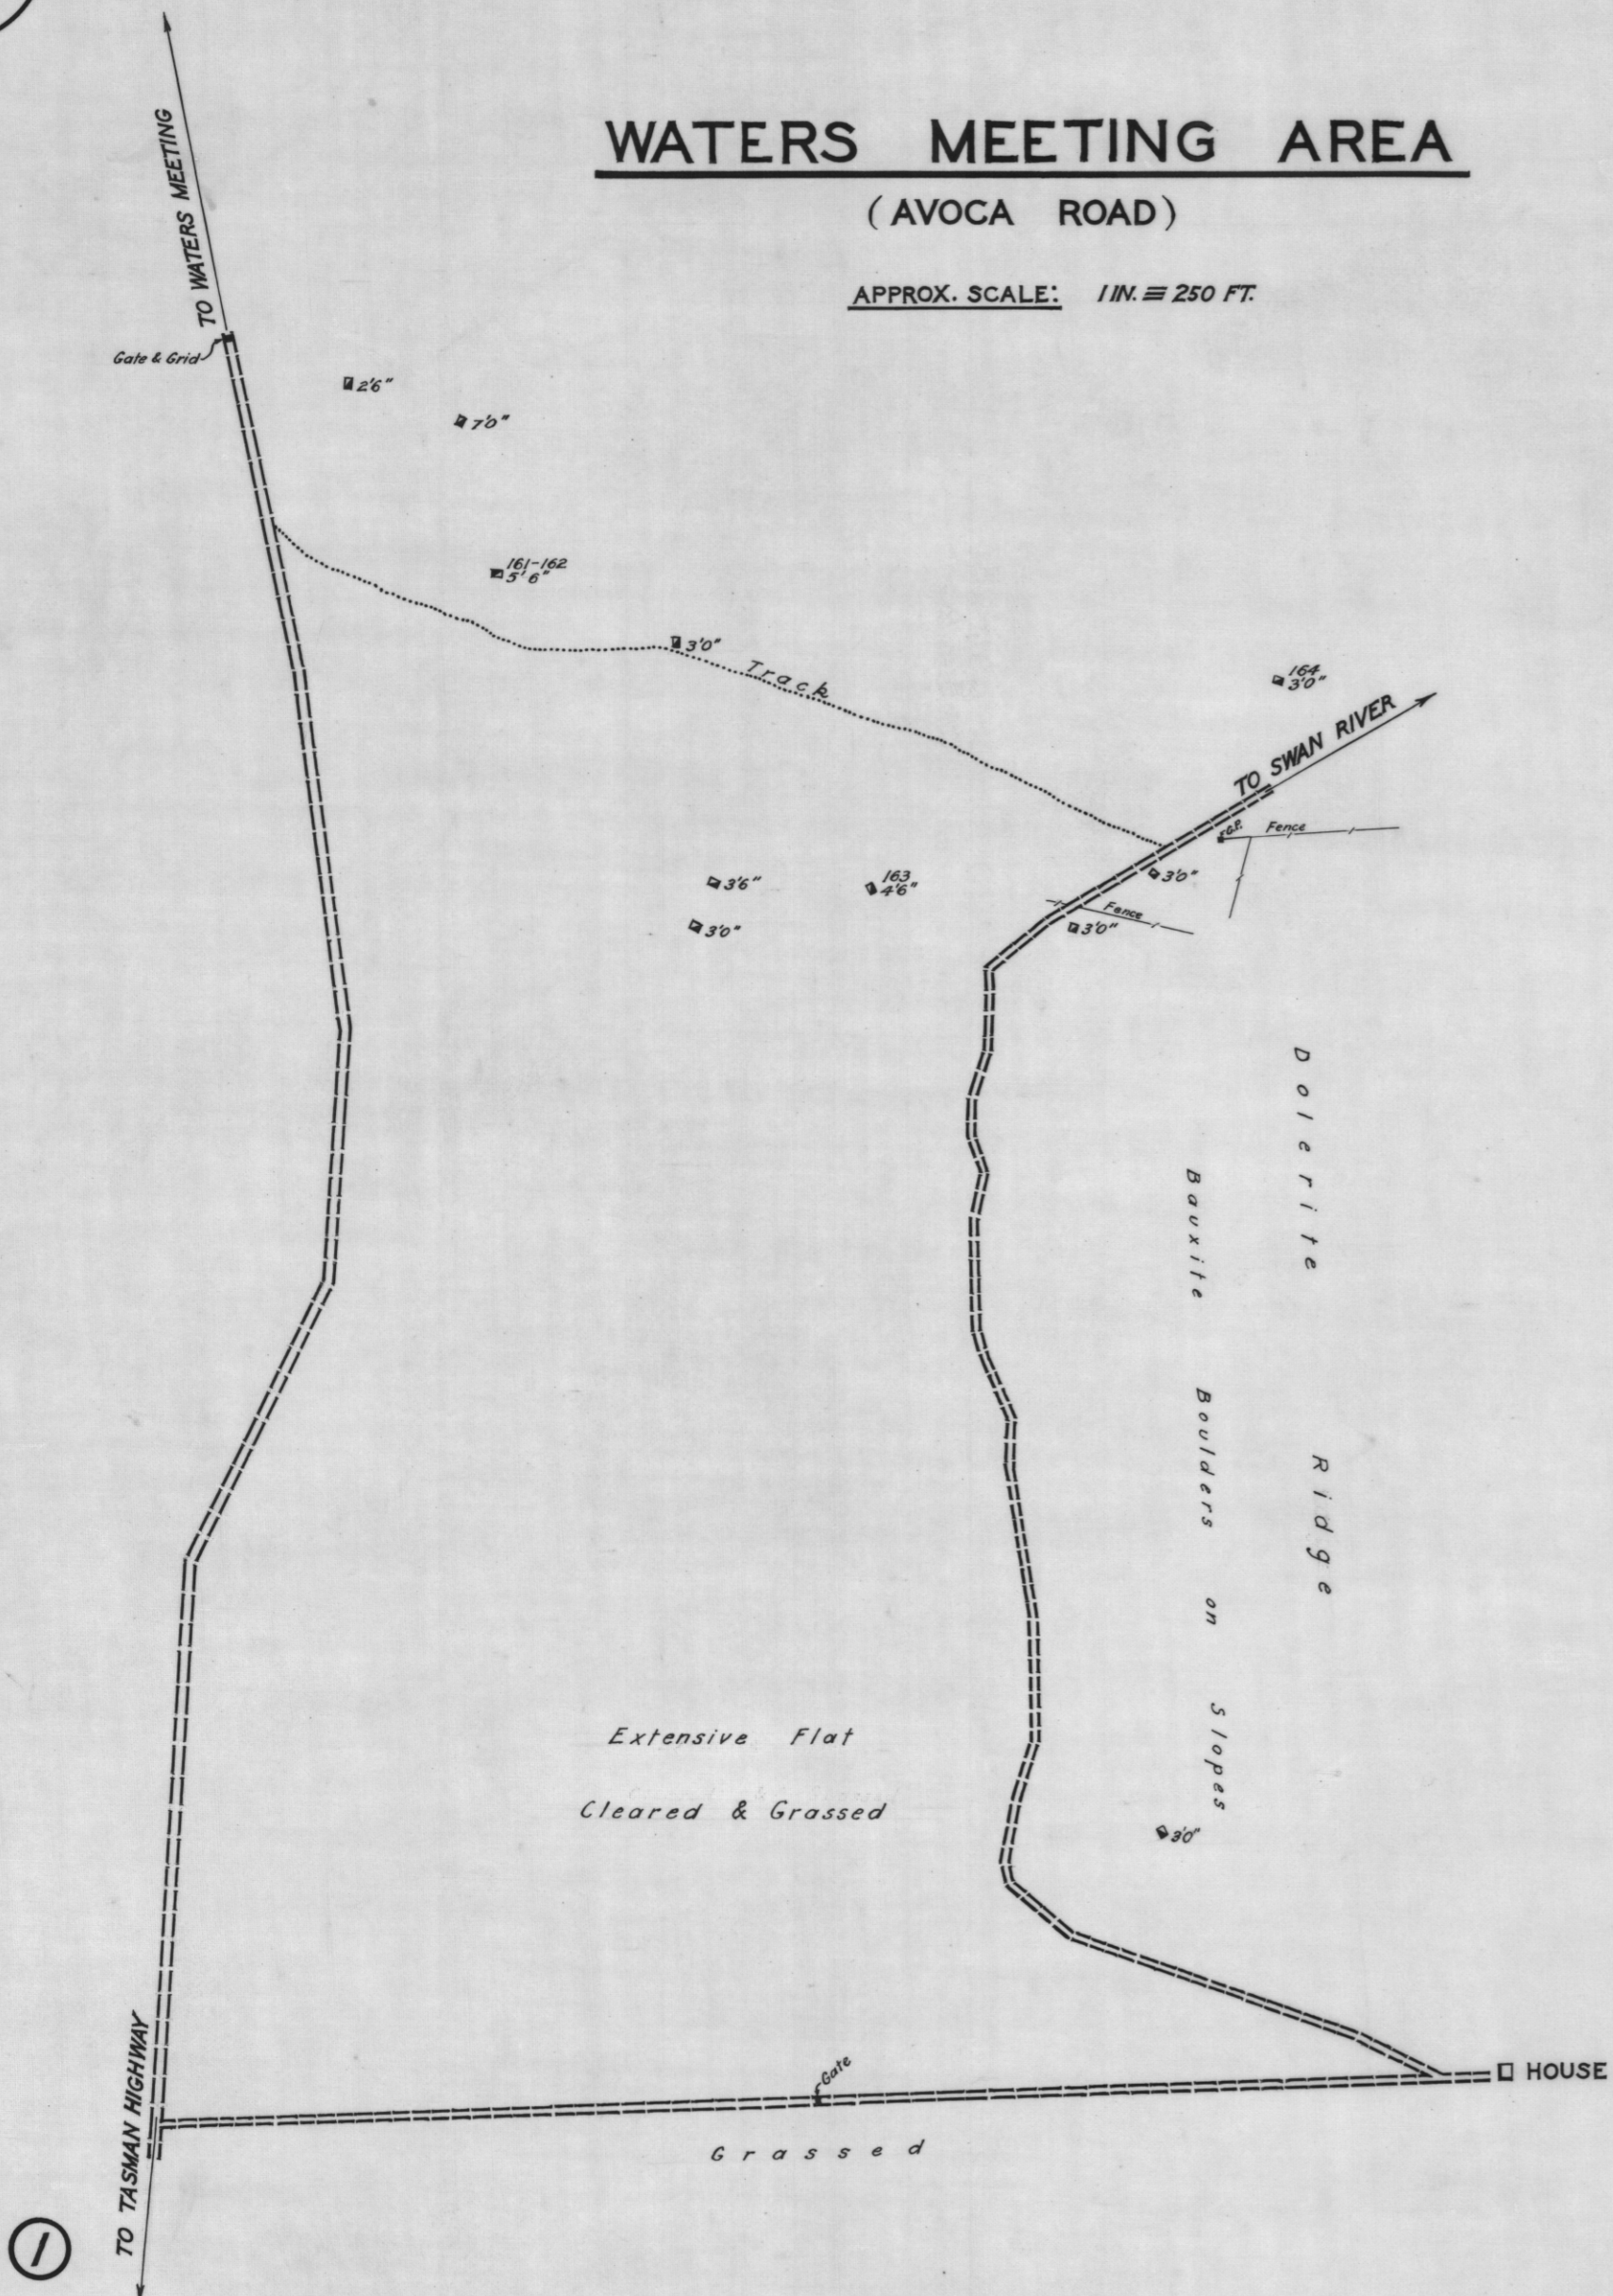 WATERS MEETING AREA
(AVOCA ROAD)
APPROX. SCALE: 1 IN. ≡ 250 FT.
TO WATERS MEETING
Gate & Grid
2'6"
7'0"
161-162
5'6"
3'0"
Track
164
3'0"
TO SWAN RIVER
G.P.
Fence
3'6"
163
4'6"
3'0"
3'0"
Fence
3'0"
Dolerite Ridge
Bauxite Boulders on Slopes
Extensive Flat
Cleared & Grassed
3'0"
TO TASMAN HIGHWAY
Gate
HOUSE
Grassed
1